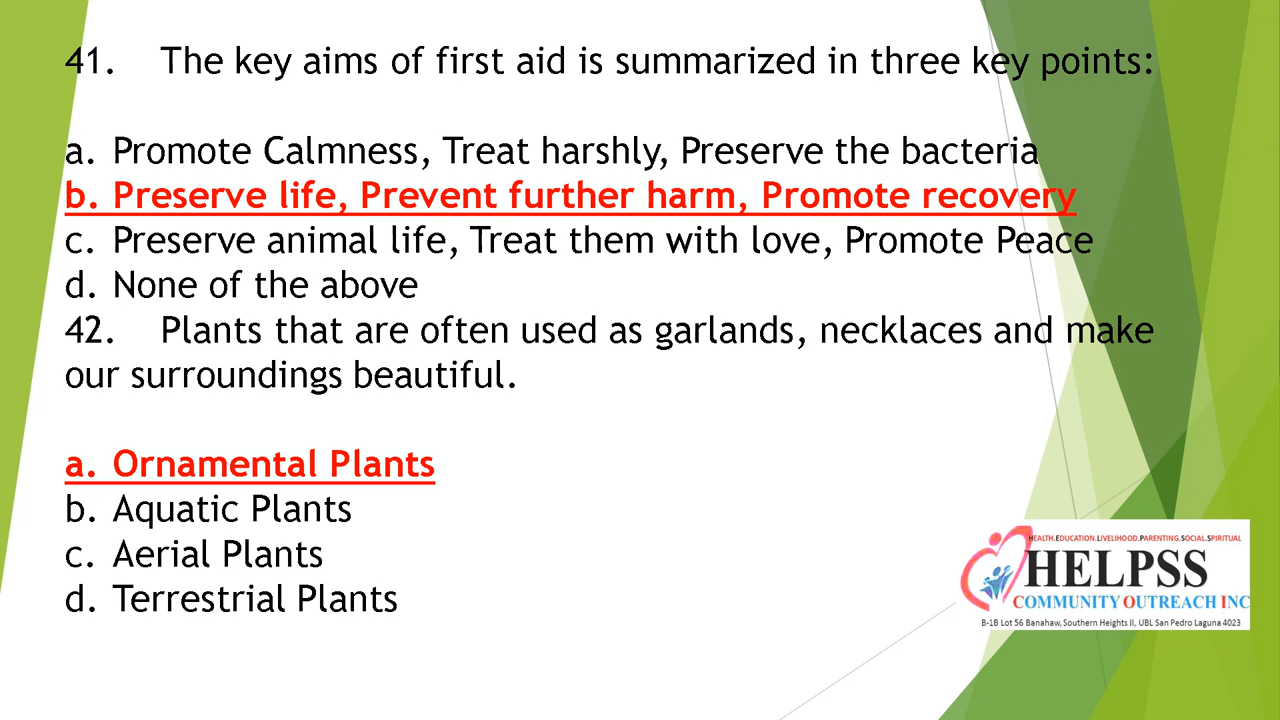 41. The key aims of first aid is summarized in three key points:
a. Promote Calmness, Treat harshly, Preserve the bacteria
b. Preserve life, Prevent further harm, Promote recovery
c. Preserve animal life, Treat them with love, Promote Peace
d. None of the above
42. Plants that are often used as garlands, necklaces and make
our surroundings beautiful.
a. Ornamental Plants
b. Aquatic Plants
c. Aerial Plants
d. Terrestrial Plants
HEALTH.EDUCATION.LIVELIHOOD.PARENTING.SOCIAL.SPIRITUAL
HELPSS
COMMUNITY OUTREACH INC
B-1B Lot 56 Banahaw, Southern Heights II, UBL San Pedro Laguna 4023